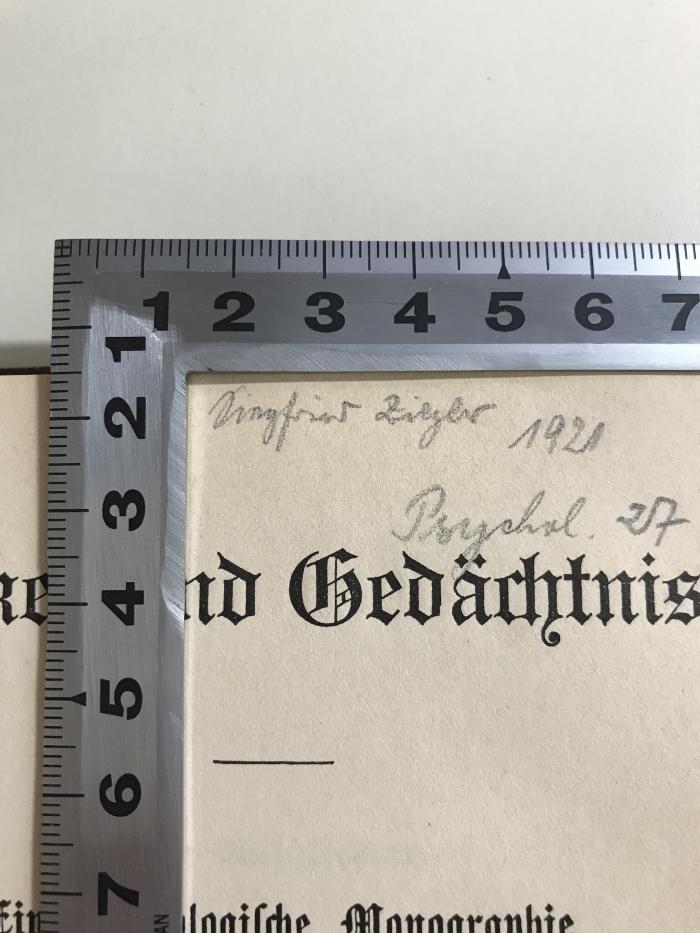 1 2 3 4 5 6 7
1
2
3
4
5
6
7
Siegfried Ziegler 1921
Psychol. 27
nd Gedächtnis
Ein logische Monographie